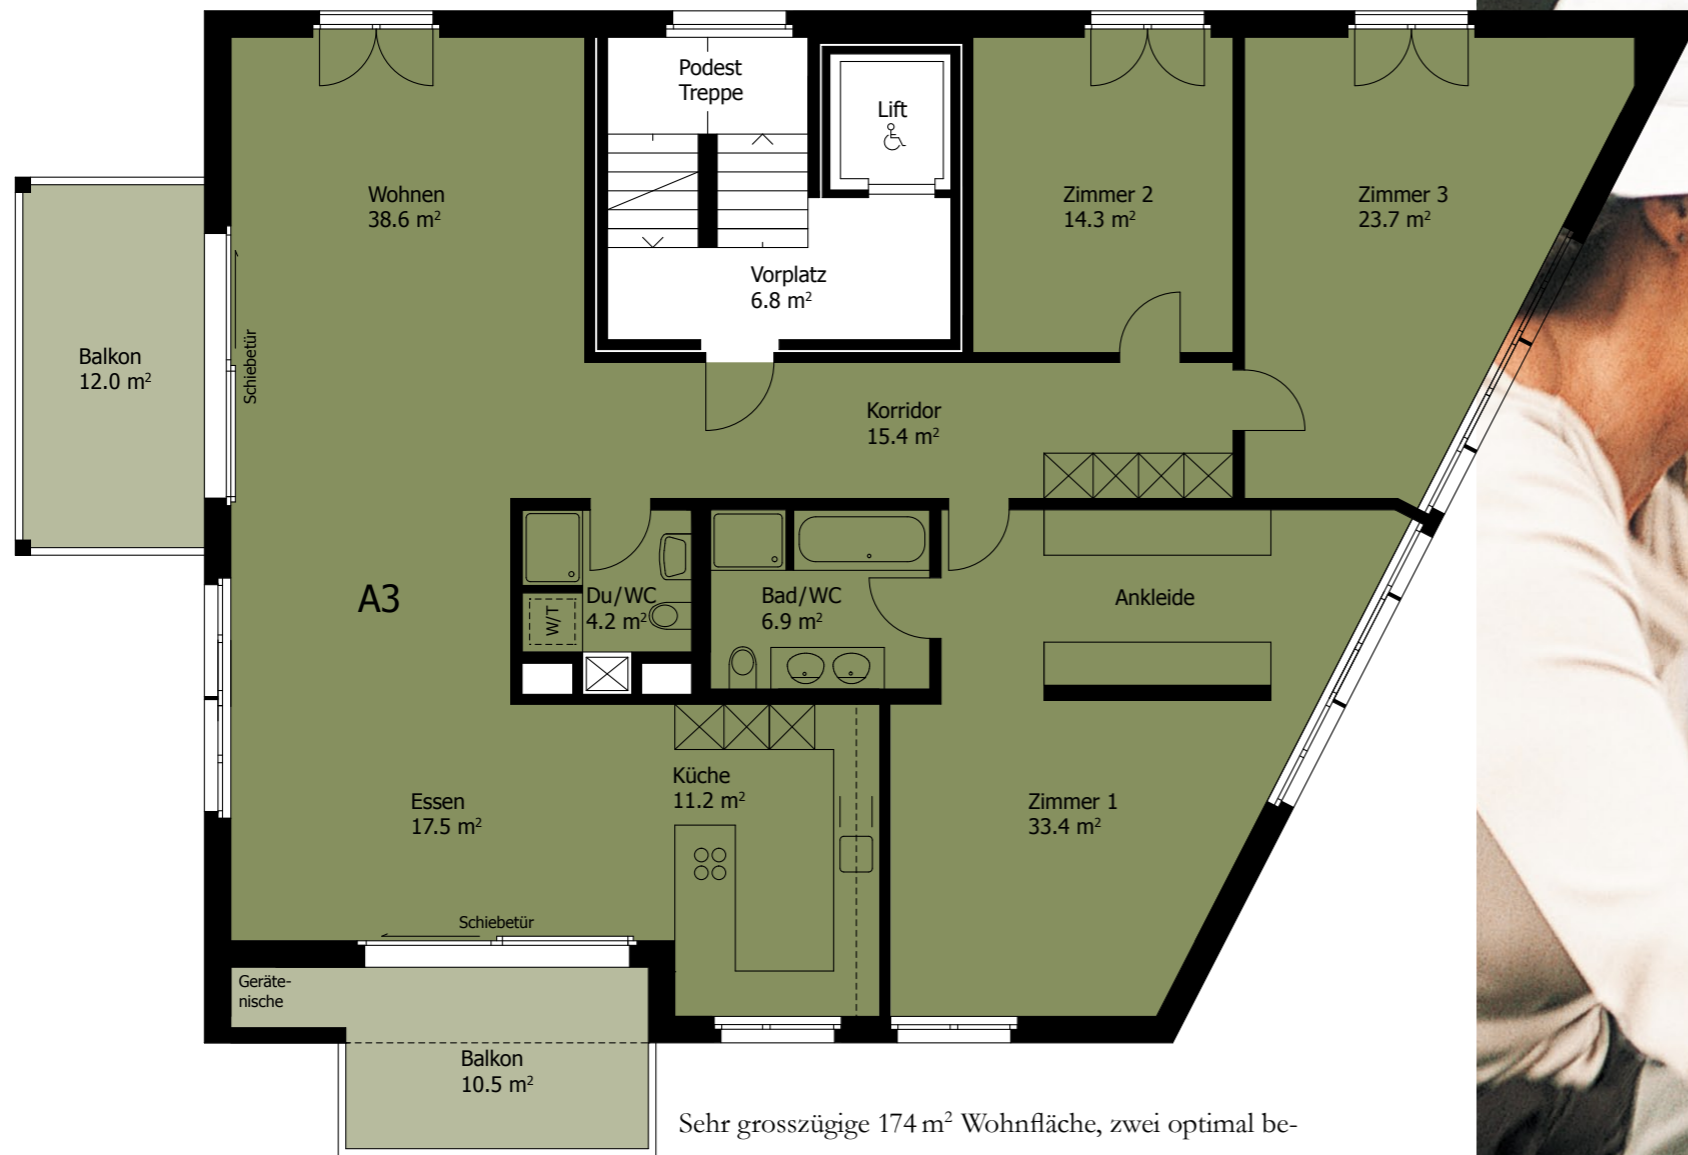 Podest
Treppe
Lift
Wohnen
38.6 m²
Zimmer 2
14.3 m²
Zimmer 3
23.7 m²
Vorplatz
6.8 m²
Balkon
12.0 m²
Schiebetür
Korridor
15.4 m²
A3
Du/WC
4.2 m²
W/T
Bad/WC
6.9 m²
Ankleide
Küche
11.2 m²
Essen
17.5 m²
Zimmer 1
33.4 m²
Schiebetür
Geräte-
nische
Balkon
10.5 m²
Sehr grosszügige 174 m² Wohnfläche, zwei optimal be-